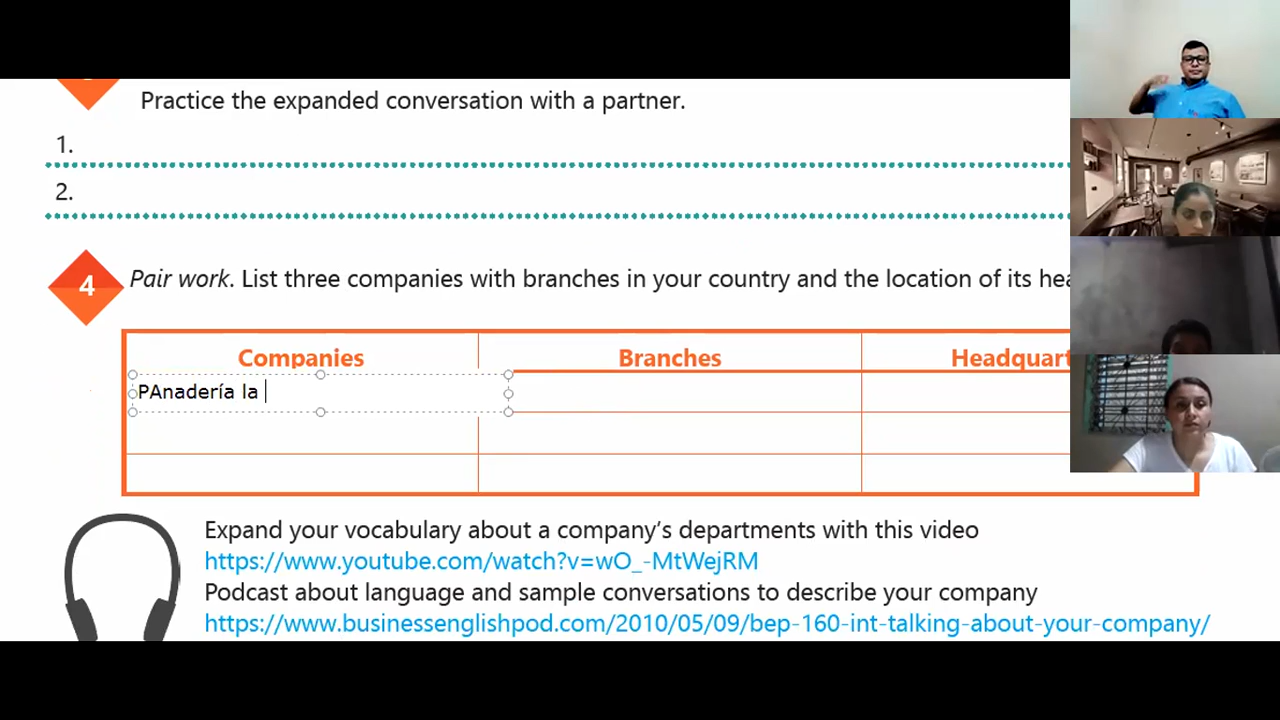 Practice the expanded conversation with a partner.
1.
2.
4
Pair work. List three companies with branches in your country and the location of its
Companies Branches
PAnadería la
Expand your vocabulary about a company's departments with this video
https://www.youtube.com/watch?v=wO_-MtWejRM
Podcast about language and sample conversations to describe your company
https://www.businessenglishpod.com/2010/05/09/bep-160-int-talking-about-your-company/